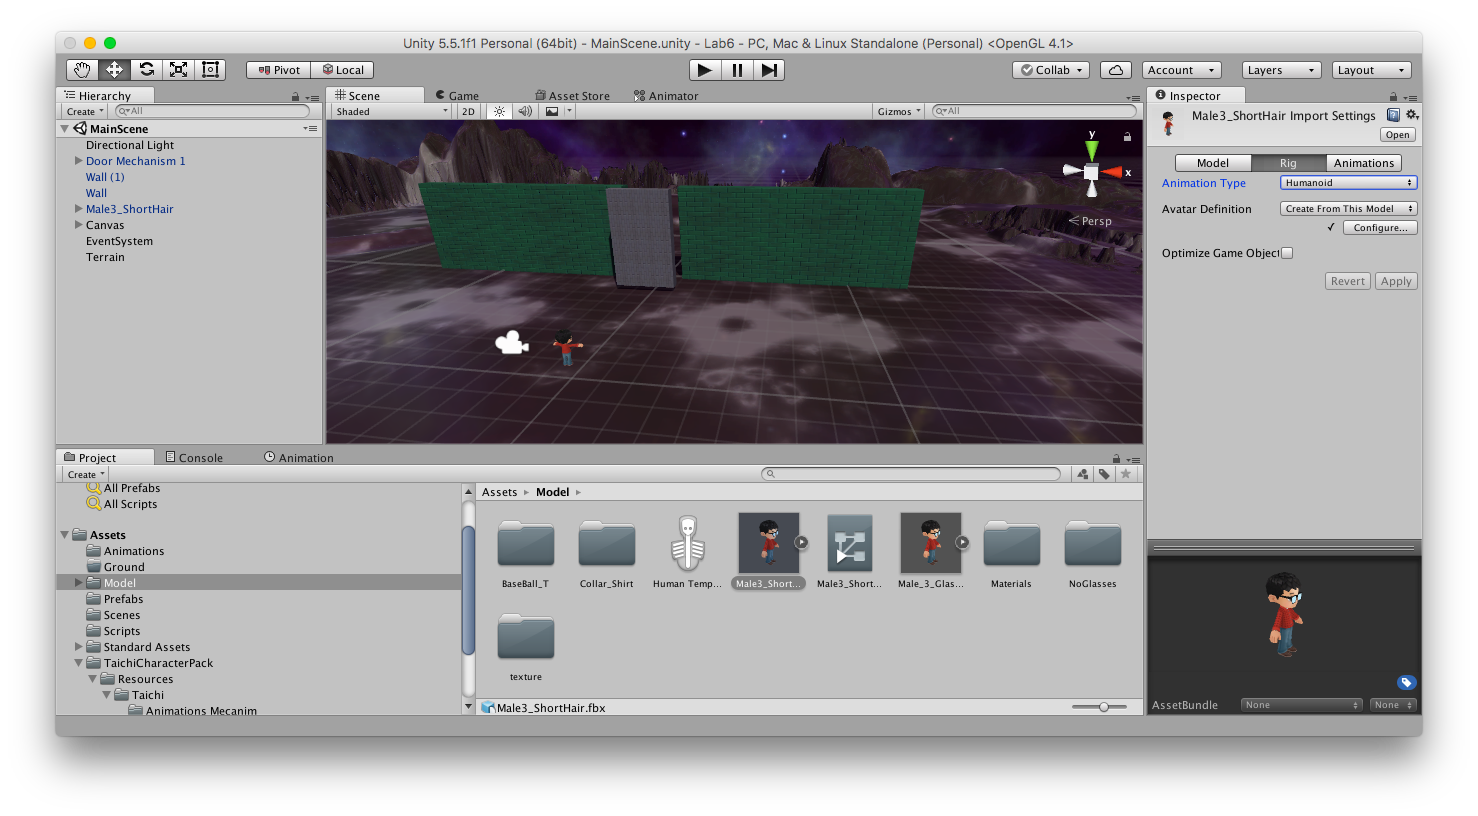 Unity 5.5.1f1 Personal (64bit) - MainScene.unity - Lab6 - PC, Mac & Linux Standalone (Personal) <OpenGL 4.1>
Pivot Local Collab Account Layers Layout
Hierarchy
Create All
MainScene
Directional Light
Door Mechanism 1
Wall (1)
Wall
Male3_ShortHair
Canvas
EventSystem
Terrain
Scene Game Asset Store Animator
Shaded 2D Gizmos All
y
x
Persp
Inspector
Male3_ShortHair Import Settings
Open
Model Rig Animations
Animation Type Humanoid
Avatar Definition Create From This Model
✓ Configure...
Optimize Game Object
Revert Apply
Project Console Animation
Create
All Prefabs
All Scripts
Assets
Animations
Ground
Model
Prefabs
Scenes
Scripts
Standard Assets
TaichiCharacterPack
Resources
Taichi
Animations Mecanim
Assets Model
BaseBall_T Collar_Shirt Human Temp... Male3_Short... Male3_Short... Male_3_Glas... Materials NoGlasses
texture
Male3_ShortHair.fbx
AssetBundle None None